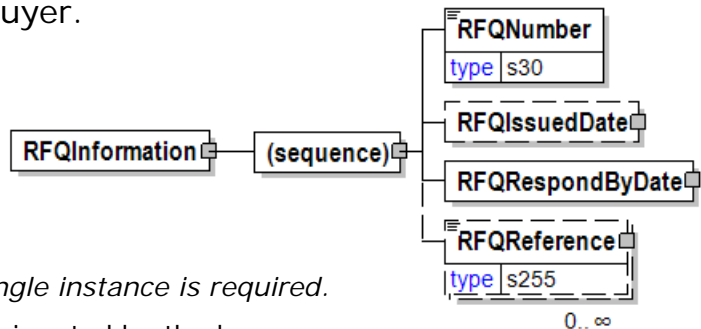 uyer.
RFQNumber
type s30
RFQIssuedDate
RFQInformation
(sequence)
RFQRespondByDate
RFQReference
type s255
0..∞
ngle instance is required.